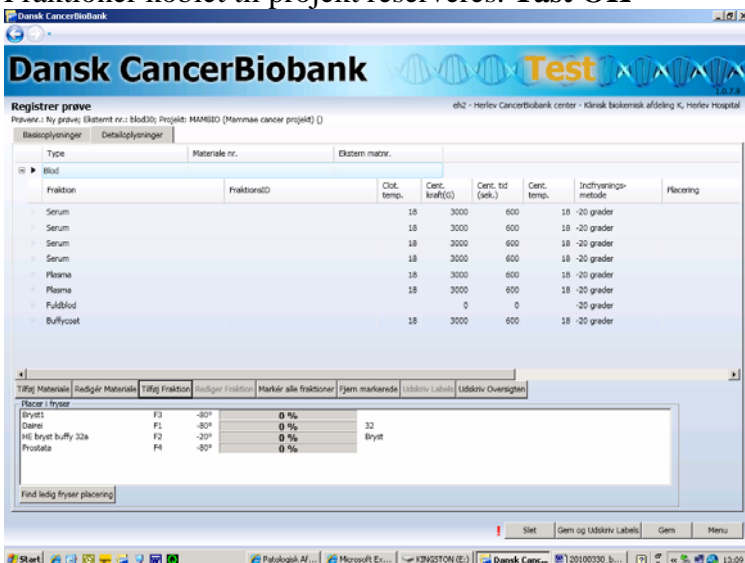 Fraktioner koblet til projekt reserveres. Tast OK
Dansk CancerBioBank
Dansk CancerBiobank Test
1.0.7.9
Registrer prøve
eh2 - Herlev CancerBiobank center - Klinisk biokemisk afdeling K, Herlev Hospital
Prøvenr.: Ny prøve; Eksternt nr.: blod30; Projekt: MAMBIO (Mammae cancer projekt) ()
Basisoplysninger Detailoplysninger
Type Materiale nr. Ekstern matnr.
Blod
Fraktion FraktionsID Clot. temp. Cent. kraft(G) Cent. tid (sek.) Cent. temp. Indfrysnings-metode Placering
Serum 18 3000 600 18 -20 grader
Serum 18 3000 600 18 -20 grader
Serum 18 3000 600 18 -20 grader
Serum 18 3000 600 18 -20 grader
Plasma 18 3000 600 18 -20 grader
Plasma 18 3000 600 18 -20 grader
Fuldblod 0 0 -20 grader
Buffycoat 18 3000 600 18 -20 grader
Tilføj Materiale Redigér Materiale Tilføj Fraktion Rediger Fraktion Markér alle fraktioner Fjern markerede Udskriv Labels Udskriv Oversigten
Placer i fryser
Bryst1 F3 -80° 0 %
Dairei F1 -80° 0 % 32
HE bryst buffy 32a F2 -20° 0 % Bryst
Prostata F4 -80° 0 %
Find ledig fryser placering
! Slet Gem og Udskriv Labels Gem Menu
Start Patologisk Af... Microsoft Ex... KINGSTON (E:) Dansk Canc... 20100330_b... 13:09